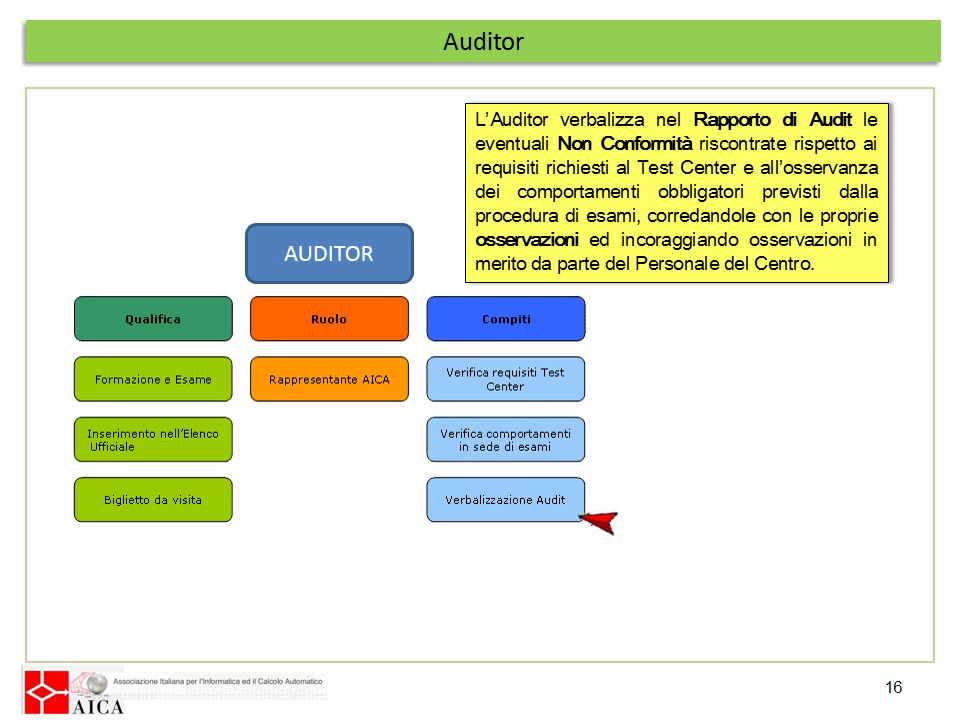 Auditor
L'Auditor verbalizza nel Rapporto di Audit le
eventuali Non Conformità riscontrate rispetto ai
requisiti richiesti al Test Center e all'osservanza
dei comportamenti obbligatori previsti dalla
procedura di esami, corredandole con le proprie
osservazioni ed incoraggiando osservazioni in
merito da parte del Personale del Centro.
AUDITOR
Qualifica
Ruolo
Compiti
Formazione e Esame
Rappresentante AICA
Verifica requisiti Test
Center
Inserimento nell'Elenco
Ufficiale
Verifica comportamenti
in sede di esami
Biglietto da visita
Verbalizzazione Audit
Associazione Italiana per l'Informatica ed il Calcolo Automatico
AICA
16